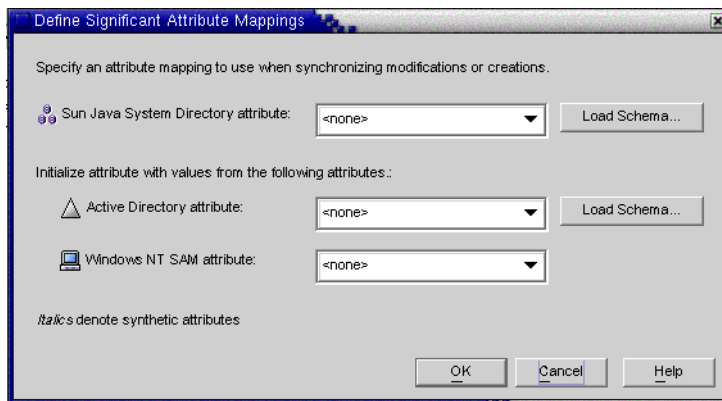 Define Significant Attribute Mappings
Specify an attribute mapping to use when synchronizing modifications or creations.
Sun Java System Directory attribute: <none> Load Schema...
Initialize attribute with values from the following attributes.:
Active Directory attribute: <none> Load Schema...
Windows NT SAM attribute: <none>
Italics denote synthetic attributes
OK Cancel Help